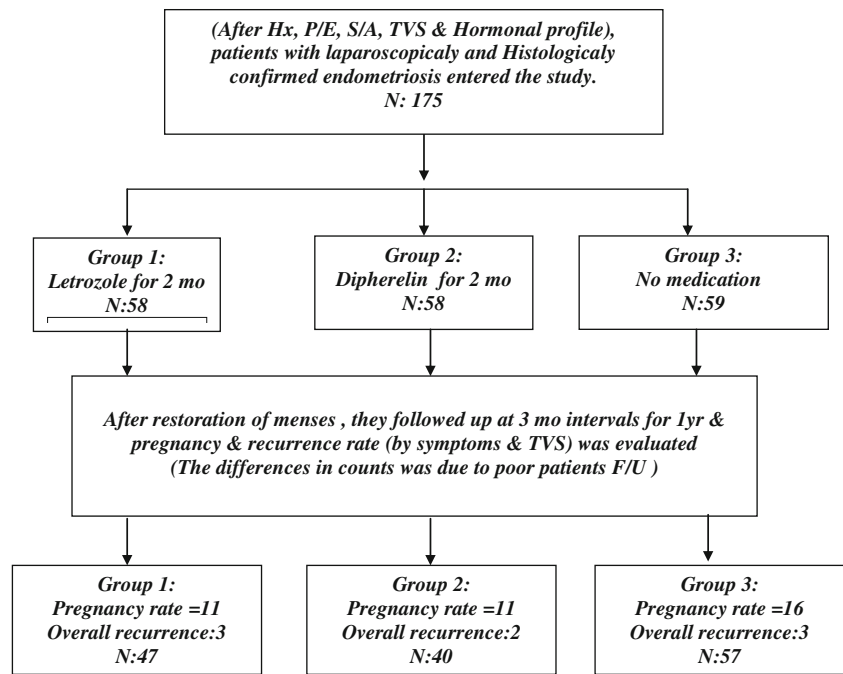 (After Hx, P/E, S/A, TVS & Hormonal profile),
patients with laparoscopicaly and Histologicaly
confirmed endometriosis entered the study.
N: 175
Group 1:
Letrozole for 2 mo
N:58
Group 2:
Dipherelin for 2 mo
N:58
Group 3:
No medication
N:59
After restoration of menses , they followed up at 3 mo intervals for 1yr &
pregnancy & recurrence rate (by symptoms & TVS) was evaluated
(The differences in counts was due to poor patients F/U )
Group 1:
Pregnancy rate =11
Overall recurrence:3
N:47
Group 2:
Pregnancy rate =11
Overall recurrence:2
N:40
Group 3:
Pregnancy rate =16
Overall recurrence:3
N:57